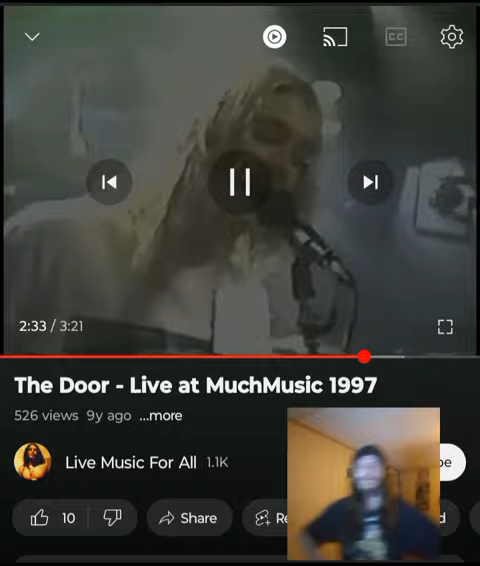 CC
2:33 / 3:21
The Door - Live at MuchMusic 1997
526 views 9y ago ...more
Live Music For All 1.1K
10 Share